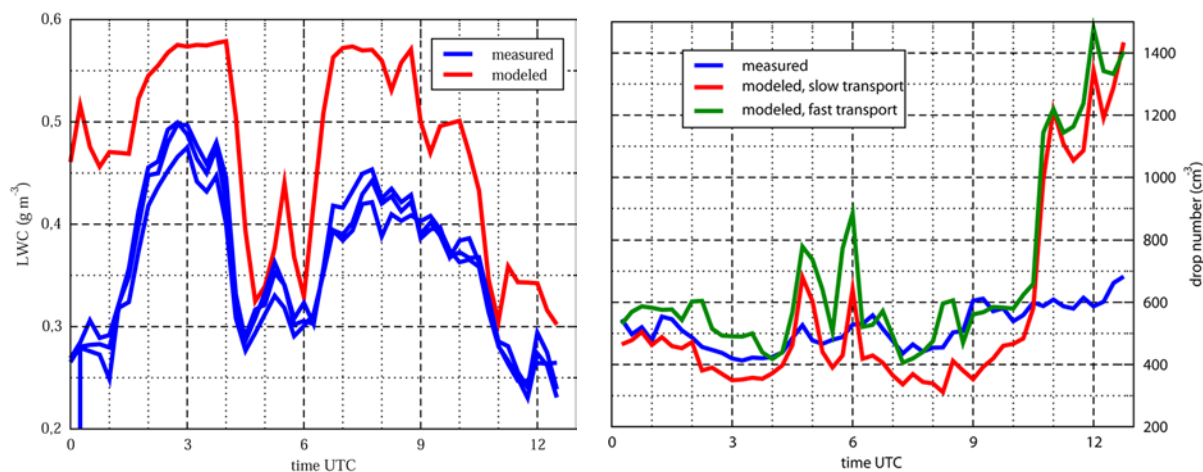 0,6
0,5
0,4
0,3
0,2
LWC (g m⁻³)
measured
modeled
0
3
6
9
12
time UTC
measured
modeled, slow transport
modeled, fast transport
1400
1200
1000
800
600
400
200
drop number (cm⁻³)
0
3
6
9
12
time UTC